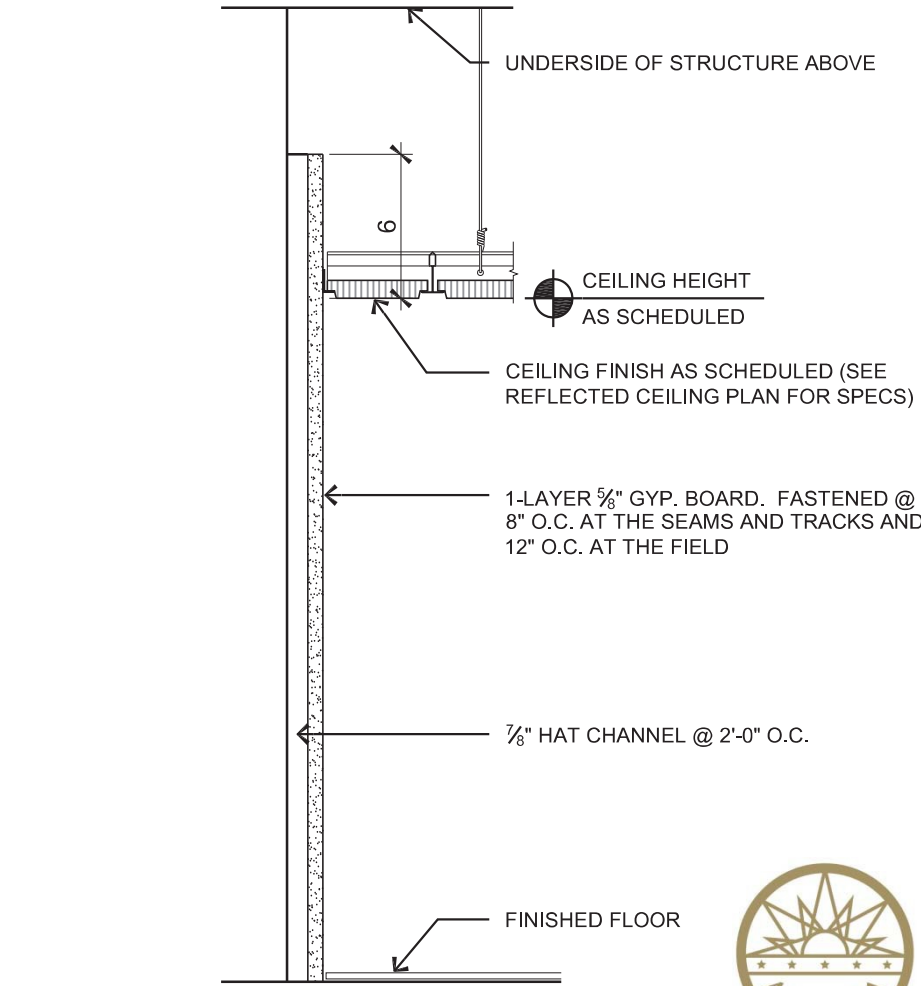 UNDERSIDE OF STRUCTURE ABOVE
6
CEILING HEIGHT
AS SCHEDULED
CEILING FINISH AS SCHEDULED (SEE
REFLECTED CEILING PLAN FOR SPECS)
1-LAYER ⅝" GYP. BOARD. FASTENED @
8" O.C. AT THE SEAMS AND TRACKS AND
12" O.C. AT THE FIELD
⅞" HAT CHANNEL @ 2'-0" O.C.
FINISHED FLOOR